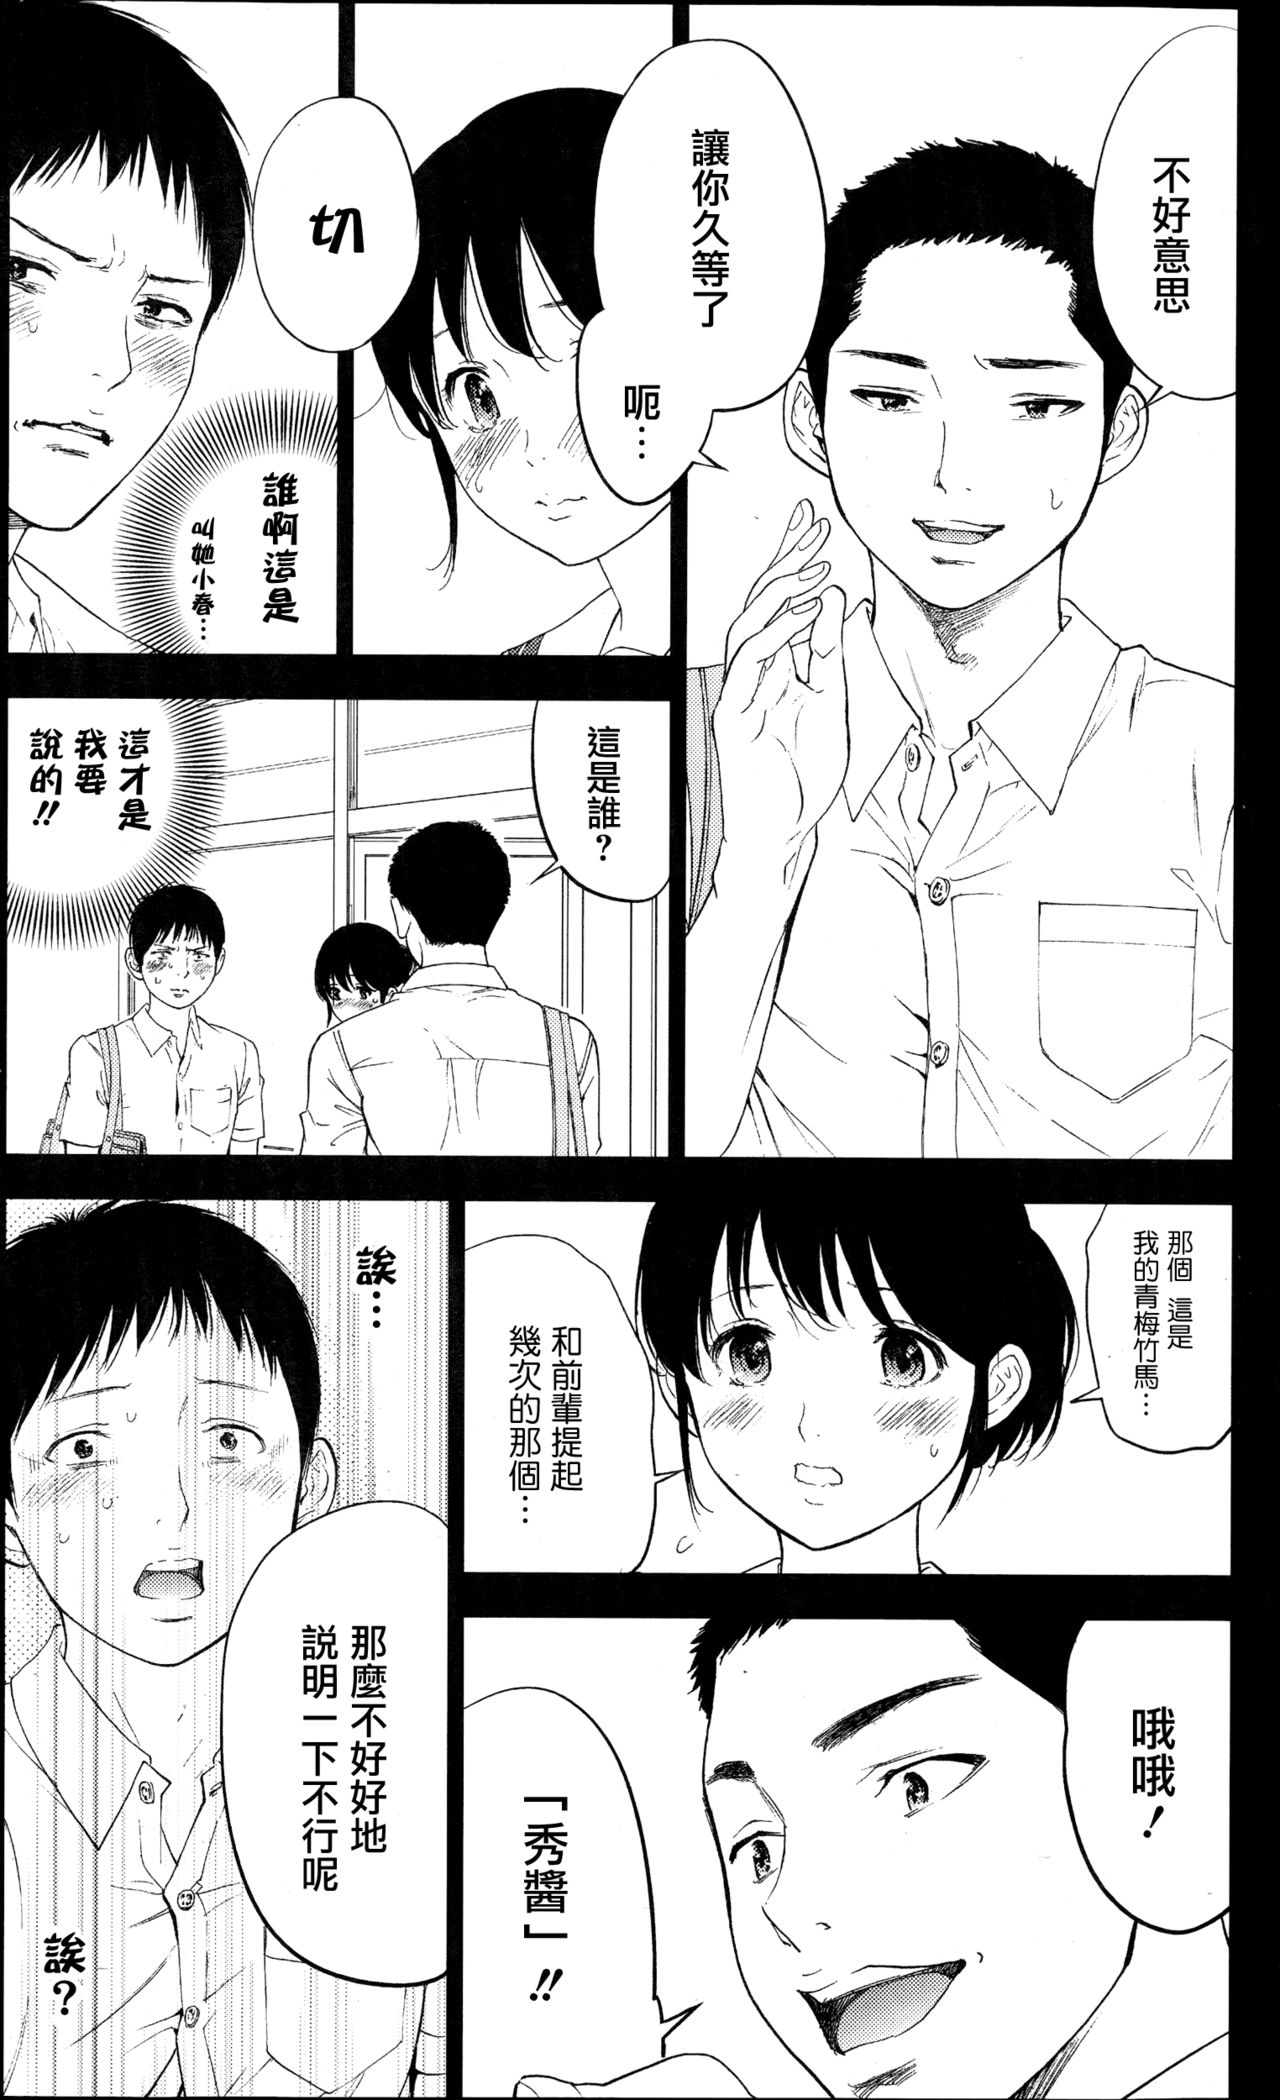 不好意思
讓你久等了
呃…
切
誰啊這是
叫她小春…
這是誰？
這才是
我要
說的!!
那個 這是
我的青梅竹馬…
和前輩提起
幾次的那個…
哦哦！
「秀醬」!!
誒…
那麼不好好地
説明一下不行呢
誒？